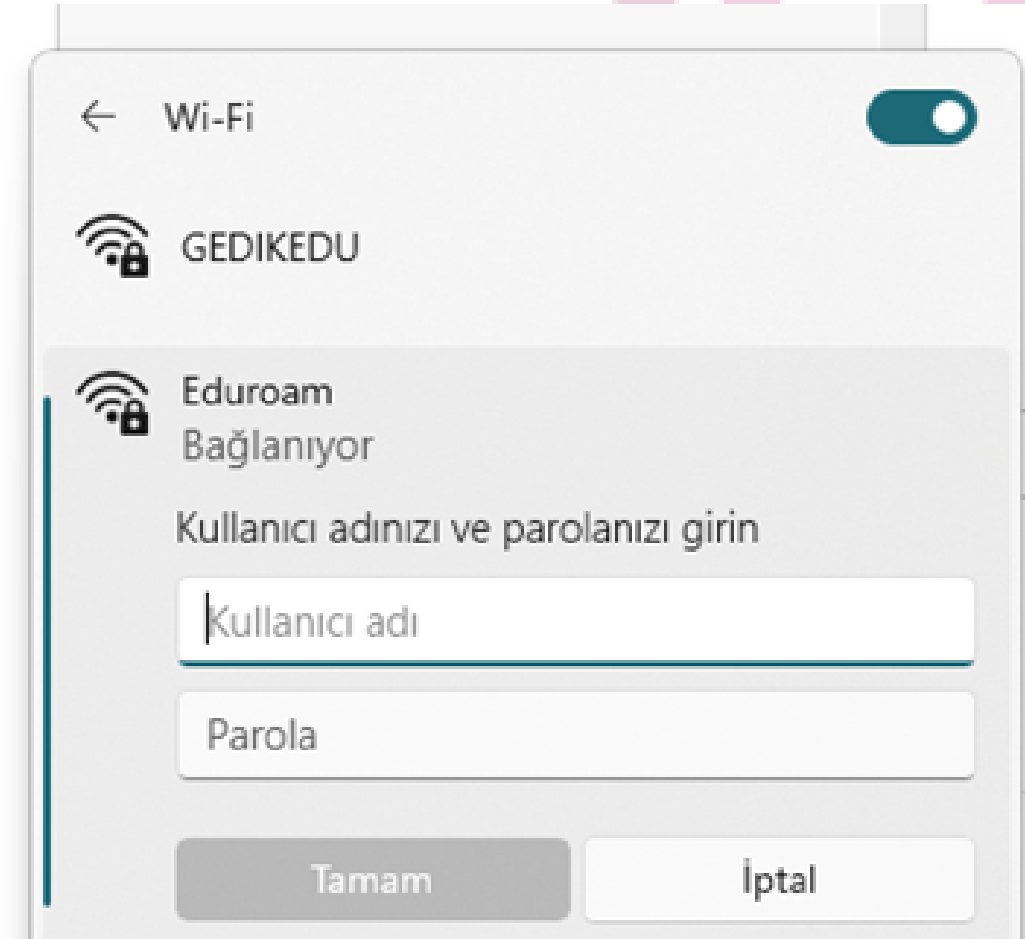 Wi-Fi
GEDIKEDU
Eduroam
Bağlanıyor
Kullanıcı adınızı ve parolanızı girin
Kullanıcı adı
Parola
Tamam
İptal